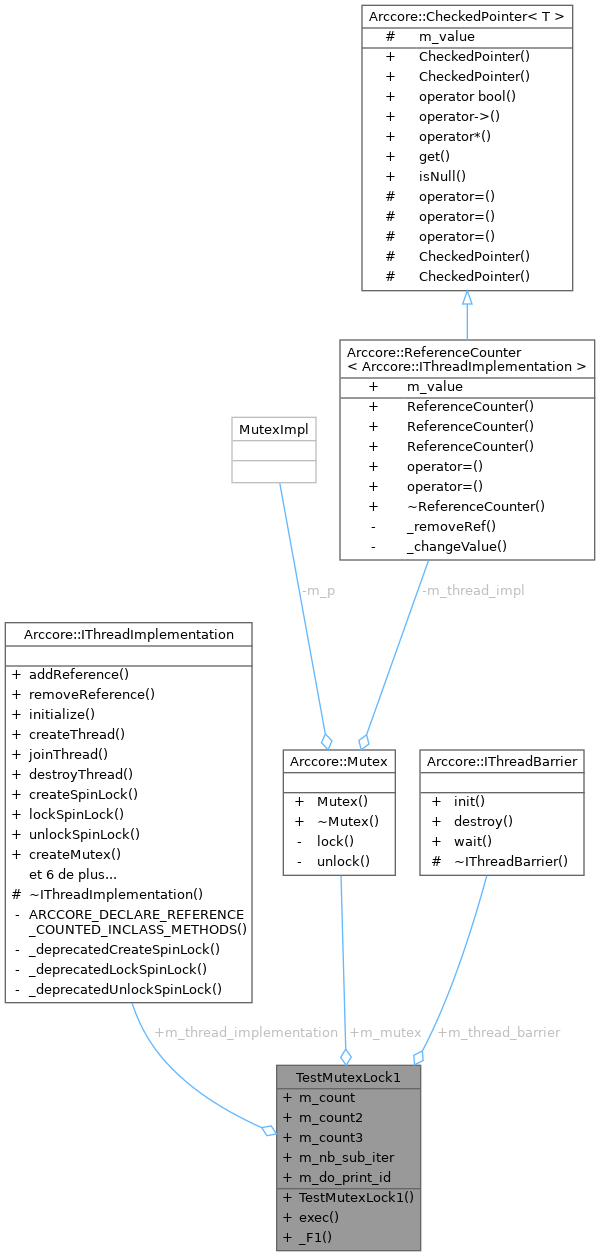 Arccore::CheckedPointer< T >
# m_value
+ CheckedPointer()
+ CheckedPointer()
+ operator bool()
+ operator->()
+ operator*()
+ get()
+ isNull()
# operator=()
# operator=()
# operator=()
# CheckedPointer()
# CheckedPointer()
Arccore::ReferenceCounter
< Arccore::IThreadImplementation >
+ m_value
+ ReferenceCounter()
+ ReferenceCounter()
+ ReferenceCounter()
+ operator=()
+ operator=()
+ ~ReferenceCounter()
- _removeRef()
- _changeValue()
MutexImpl
-m_p
-m_thread_impl
Arccore::IThreadImplementation
+ addReference()
+ removeReference()
+ initialize()
+ createThread()
+ joinThread()
+ destroyThread()
+ createSpinLock()
+ lockSpinLock()
+ unlockSpinLock()
+ createMutex()
et 6 de plus...
# ~IThreadImplementation()
- ARCCORE_DECLARE_REFERENCE
_COUNTED_INCLASS_METHODS()
- _deprecatedCreateSpinLock()
- _deprecatedLockSpinLock()
- _deprecatedUnlockSpinLock()
Arccore::Mutex
+ Mutex()
+ ~Mutex()
- lock()
- unlock()
Arccore::IThreadBarrier
+ init()
+ destroy()
+ wait()
# ~IThreadBarrier()
+m_thread_implementation
+m_mutex
+m_thread_barrier
TestMutexLock1
+ m_count
+ m_count2
+ m_count3
+ m_nb_sub_iter
+ m_do_print_id
+ TestMutexLock1()
+ exec()
+ _F1()